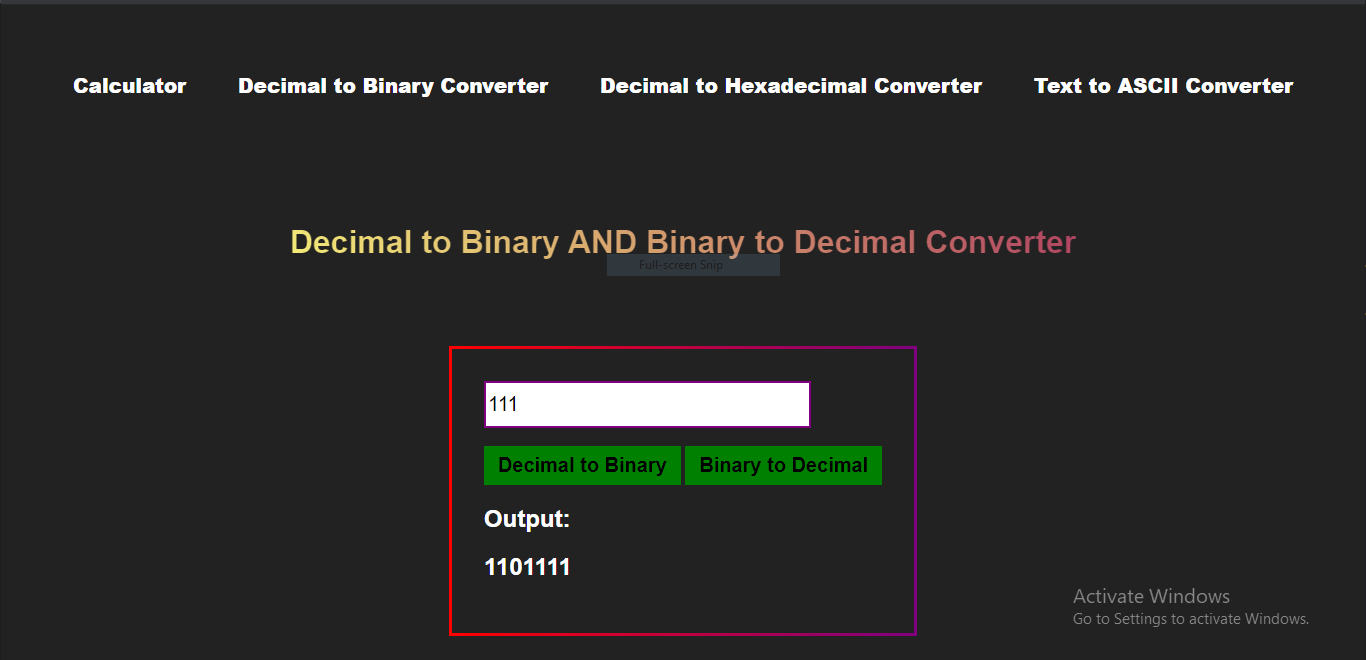 Calculator Decimal to Binary Converter Decimal to Hexadecimal Converter Text to ASCII Converter
Decimal to Binary AND Binary to Decimal Converter
Full-screen Snip
111
Decimal to Binary Binary to Decimal
Output:
1101111
Activate Windows
Go to Settings to activate Windows.